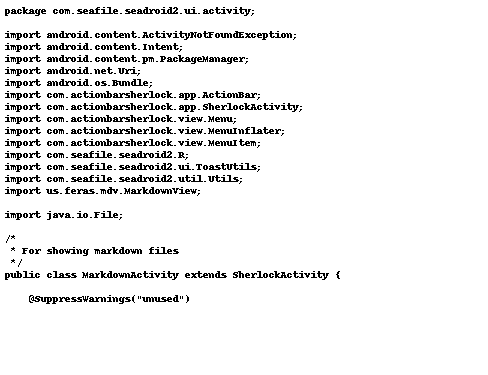 package com.seafile.seadroid2.ui.activity;

import android.content.ActivityNotFoundException;
import android.content.Intent;
import android.content.pm.PackageManager;
import android.net.Uri;
import android.os.Bundle;
import com.actionbarsherlock.app.ActionBar;
import com.actionbarsherlock.app.SherlockActivity;
import com.actionbarsherlock.view.Menu;
import com.actionbarsherlock.view.MenuInflater;
import com.actionbarsherlock.view.MenuItem;
import com.seafile.seadroid2.R;
import com.seafile.seadroid2.ui.ToastUtils;
import com.seafile.seadroid2.util.Utils;
import us.feras.mdv.MarkdownView;

import java.io.File;

/*
 * For showing markdown files
 */
public class MarkdownActivity extends SherlockActivity {

    @SuppressWarnings("unused")